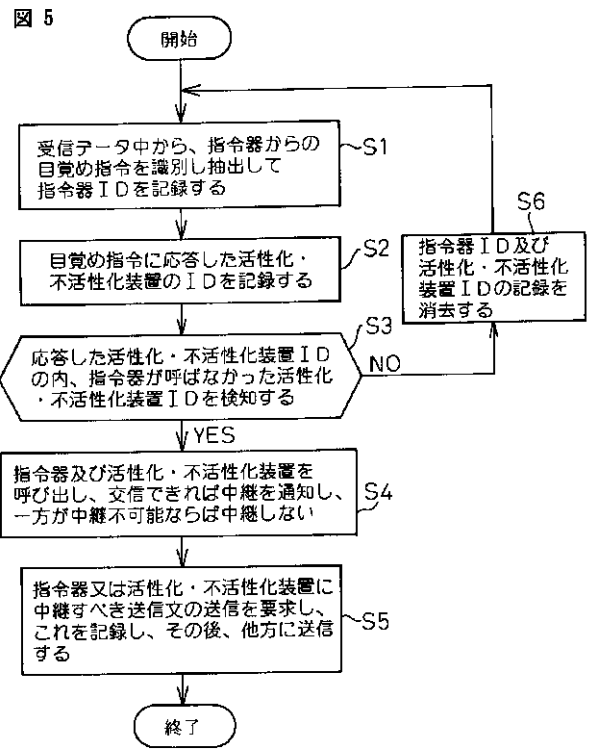 図 5
開始
受信データ中から、指令器からの
目覚め指令を識別し抽出して
指令器IDを記録する
S1
目覚め指令に応答した活性化・
不活性化装置のIDを記録する
S2
応答した活性化・不活性化装置ID
の内、指令器が呼ばなかった活性化
・不活性化装置IDを検知する
S3
NO
YES
S6
指令器ID及び
活性化・不活性化
装置IDの記録を
消去する
指令器及び活性化・不活性化装置を
呼び出し、交信できれば中継を通知し、
一方が中継不可能ならば中継しない
S4
指令器又は活性化・不活性化装置に
中継すべき送信文の送信を要求し、
これを記録し、その後、他方に送信
する
S5
終了